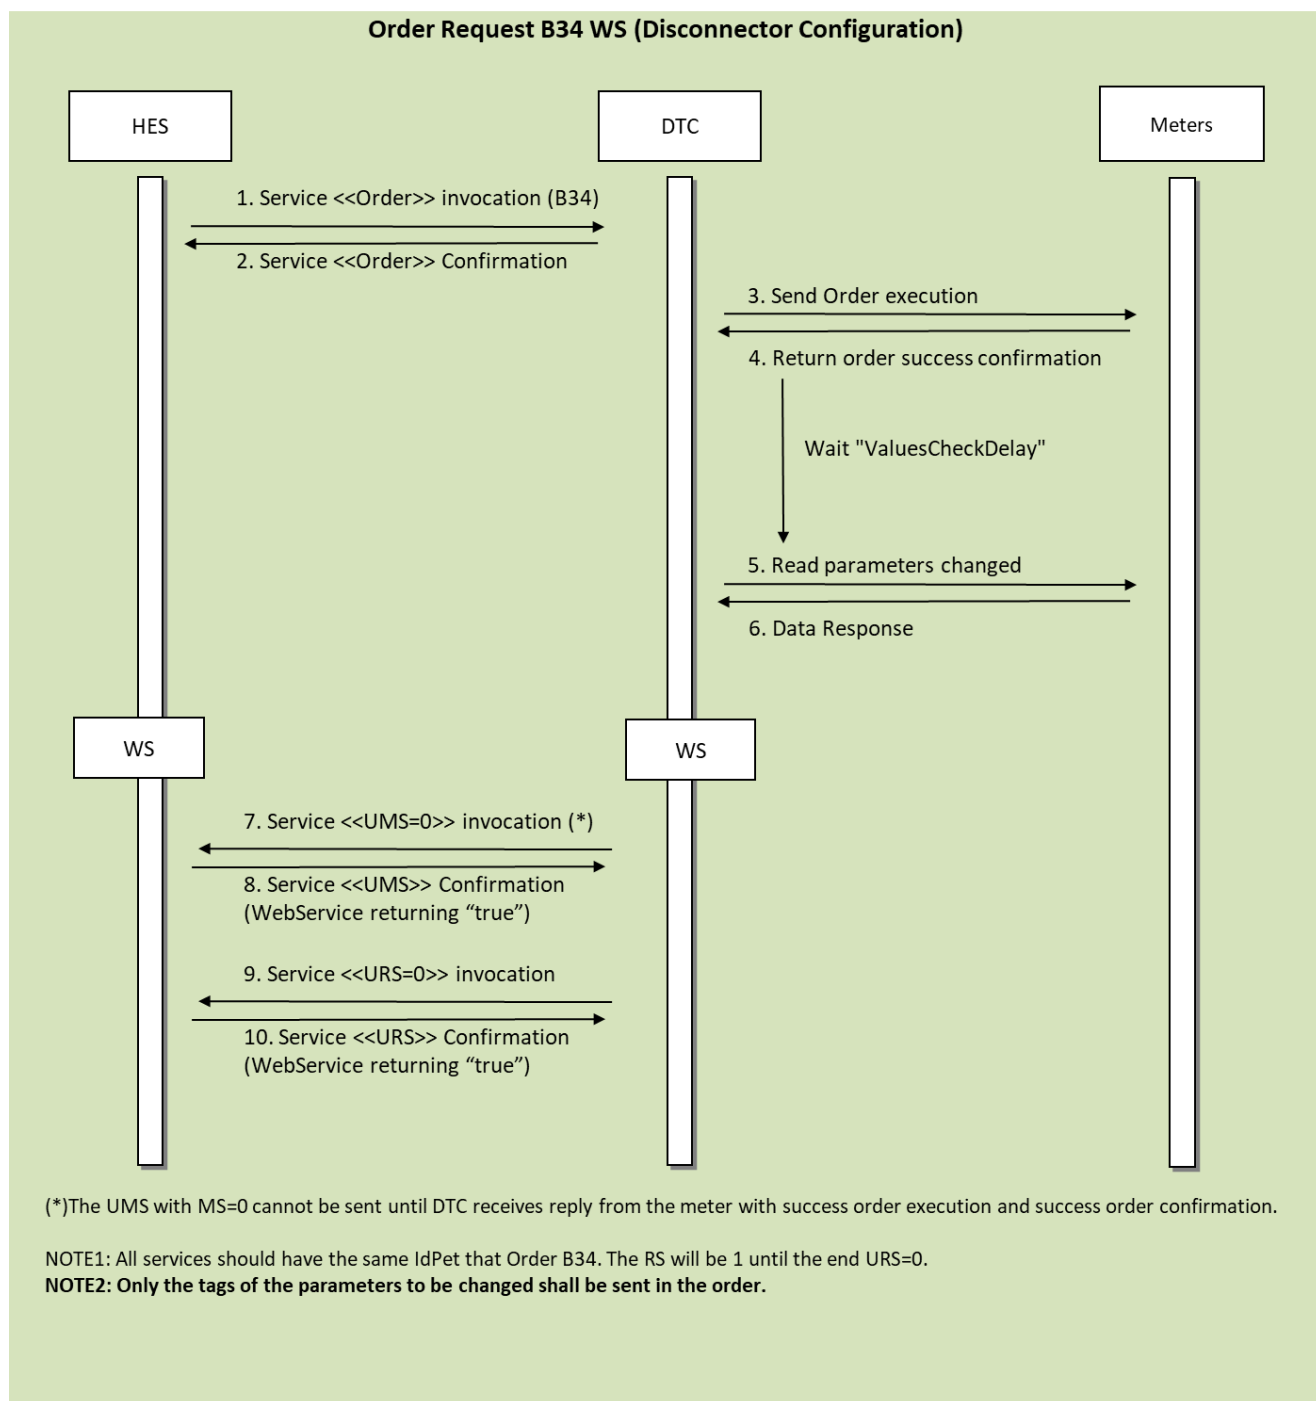 Order Request B34 WS (Disconnector Configuration)
HES
DTC
Meters
1. Service <<Order>> invocation (B34)
2. Service <<Order>> Confirmation
3. Send Order execution
4. Return order success confirmation
Wait "ValuesCheckDelay"
5. Read parameters changed
6. Data Response
WS
WS
7. Service <<UMS=0>> invocation (*)
8. Service <<UMS>> Confirmation
(WebService returning “true”)
9. Service <<URS=0>> invocation
10. Service <<URS>> Confirmation
(WebService returning “true”)
(*)The UMS with MS=0 cannot be sent until DTC receives reply from the meter with success order execution and success order confirmation.
NOTE1: All services should have the same IdPet that Order B34. The RS will be 1 until the end URS=0.
NOTE2: Only the tags of the parameters to be changed shall be sent in the order.